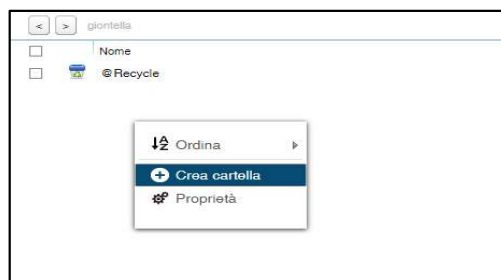 < > giontella
Nome
@Recycle
Ordina
Crea cartella
Proprietà